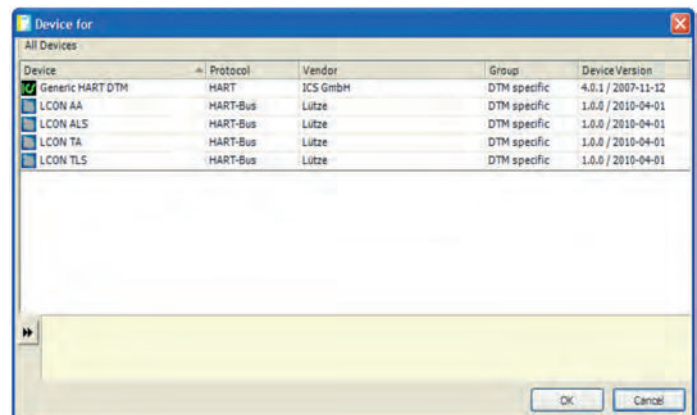 Device for
All Devices
Device Protocol Vendor Group Device Version
Generic HART DTM HART ICS GmbH DTM specific 4.0.1 / 2007-11-12
LCON AA HART-Bus Lütze DTM specific 1.0.0 / 2010-04-01
LCON ALS HART-Bus Lütze DTM specific 1.0.0 / 2010-04-01
LCON TA HART-Bus Lütze DTM specific 1.0.0 / 2010-04-01
LCON TLS HART-Bus Lütze DTM specific 1.0.0 / 2010-04-01
OK Cancel